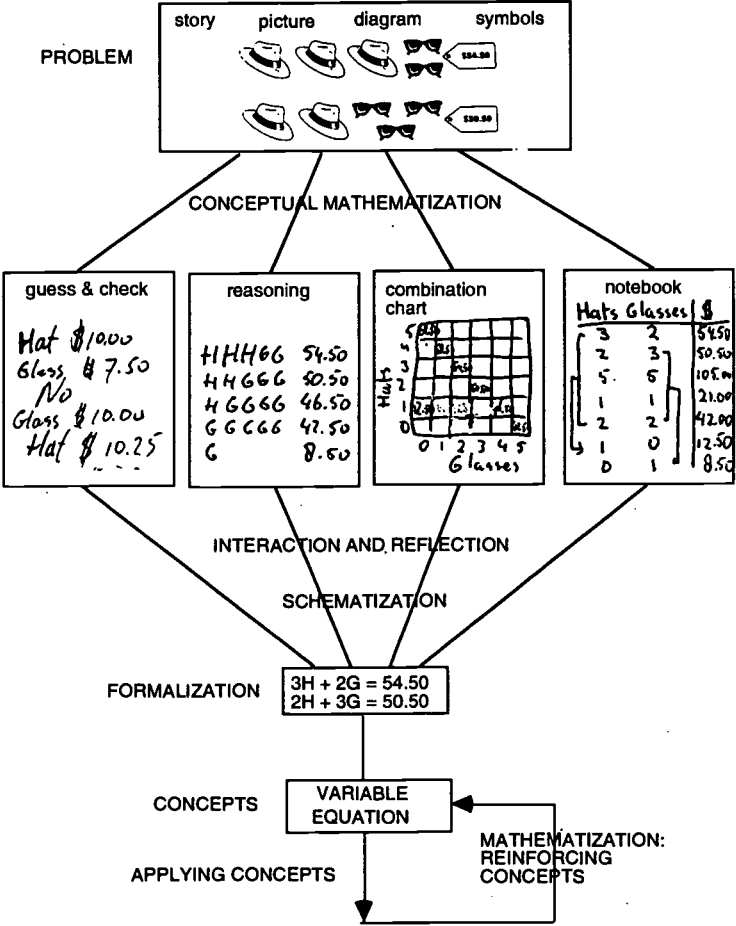 story picture diagram symbols
PROBLEM
$54.50
$50.50
CONCEPTUAL MATHEMATIZATION
guess & check
Hat $10.00
Glass $7.50
No
Glass $10.00
Hat $10.25
reasoning
HHHGG 54.50
HHGGG 50.50
HGGGG 46.50
GGGGG 42.50
G 8.50
combination
chart
Hats
5
4
3
2
1
0
0 1 2 3 4 5
Glasses
notebook
Hats Glasses $
3 2 54.50
2 3 50.50
5 5 105.00
1 1 21.00
2 2 42.00
1 0 12.50
0 1 8.50
INTERACTION AND REFLECTION
SCHEMATIZATION
FORMALIZATION
3H + 2G = 54.50
2H + 3G = 50.50
CONCEPTS
VARIABLE
EQUATION
APPLYING CONCEPTS
MATHEMATIZATION:
REINFORCING
CONCEPTS